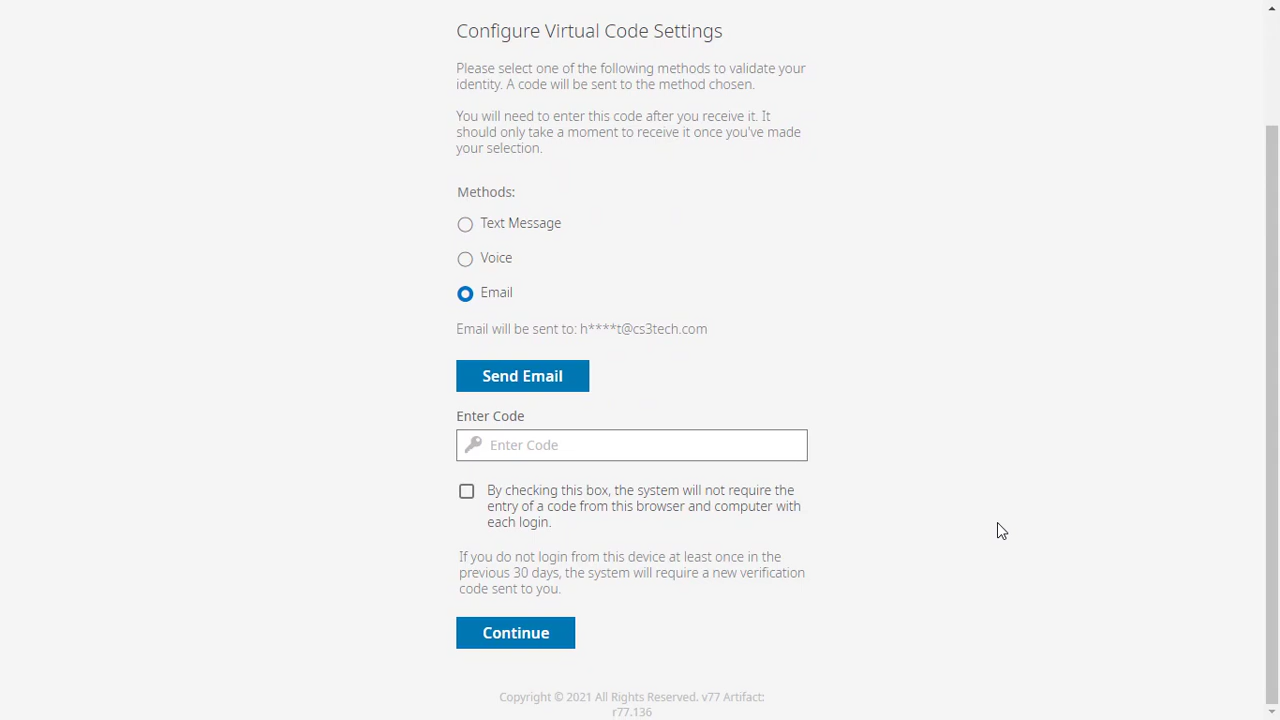 Configure Virtual Code Settings
Please select one of the following methods to validate your
identity. A code will be sent to the method chosen.
You will need to enter this code after you receive it. It
should only take a moment to receive it once you've made
your selection.
Methods:
Text Message
Voice
Email
Email will be sent to: h****t@cs3tech.com
Send Email
Enter Code
Enter Code
By checking this box, the system will not require the
entry of a code from this browser and computer with
each login.
If you do not login from this device at least once in the
previous 30 days, the system will require a new verification
code sent to you.
Continue
Copyright © 2021 All Rights Reserved. v77 Artifact:
r77.136